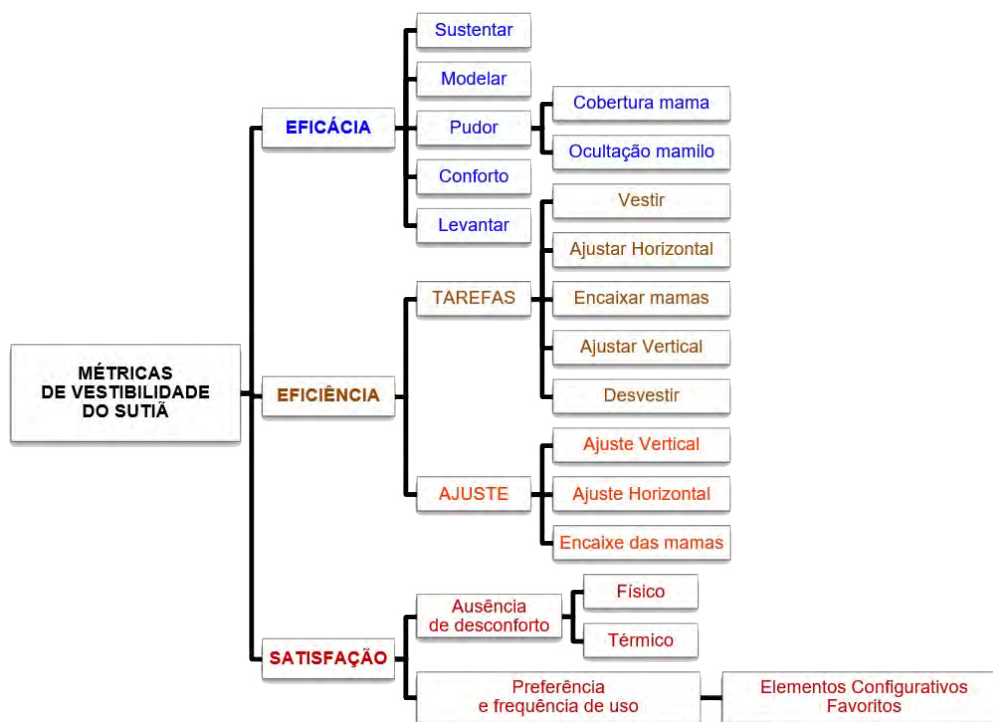 MÉTRICAS
DE VESTIBILIDADE
DO SUTIÃ
EFICÁCIA
Sustentar
Modelar
Pudor
Cobertura mama
Ocultação mamilo
Conforto
Levantar
EFICIÊNCIA
TAREFAS
Vestir
Ajustar Horizontal
Encaixar mamas
Ajustar Vertical
Desvestir
AJUSTE
Ajuste Vertical
Ajuste Horizontal
Encaixe das mamas
SATISFAÇÃO
Ausência
de desconforto
Físico
Térmico
Preferência
e frequência de uso
Elementos Configurativos
Favoritos